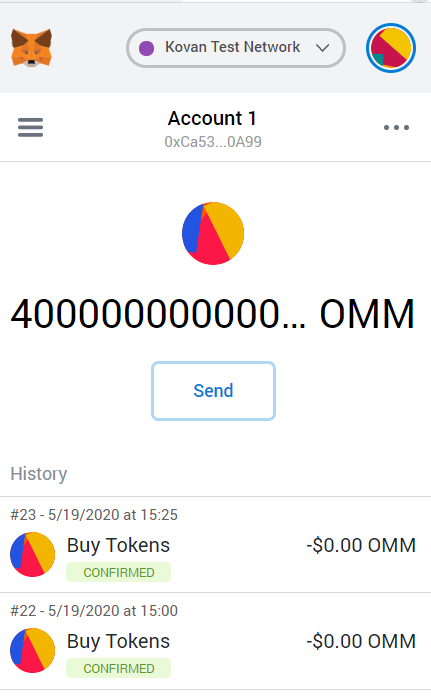 Kovan Test Network
Account 1
0xCa53...0A99
400000000000... OMM
Send
History
#23 - 5/19/2020 at 15:25
Buy Tokens -$0.00 OMM
CONFIRMED
#22 - 5/19/2020 at 15:00
Buy Tokens -$0.00 OMM
CONFIRMED